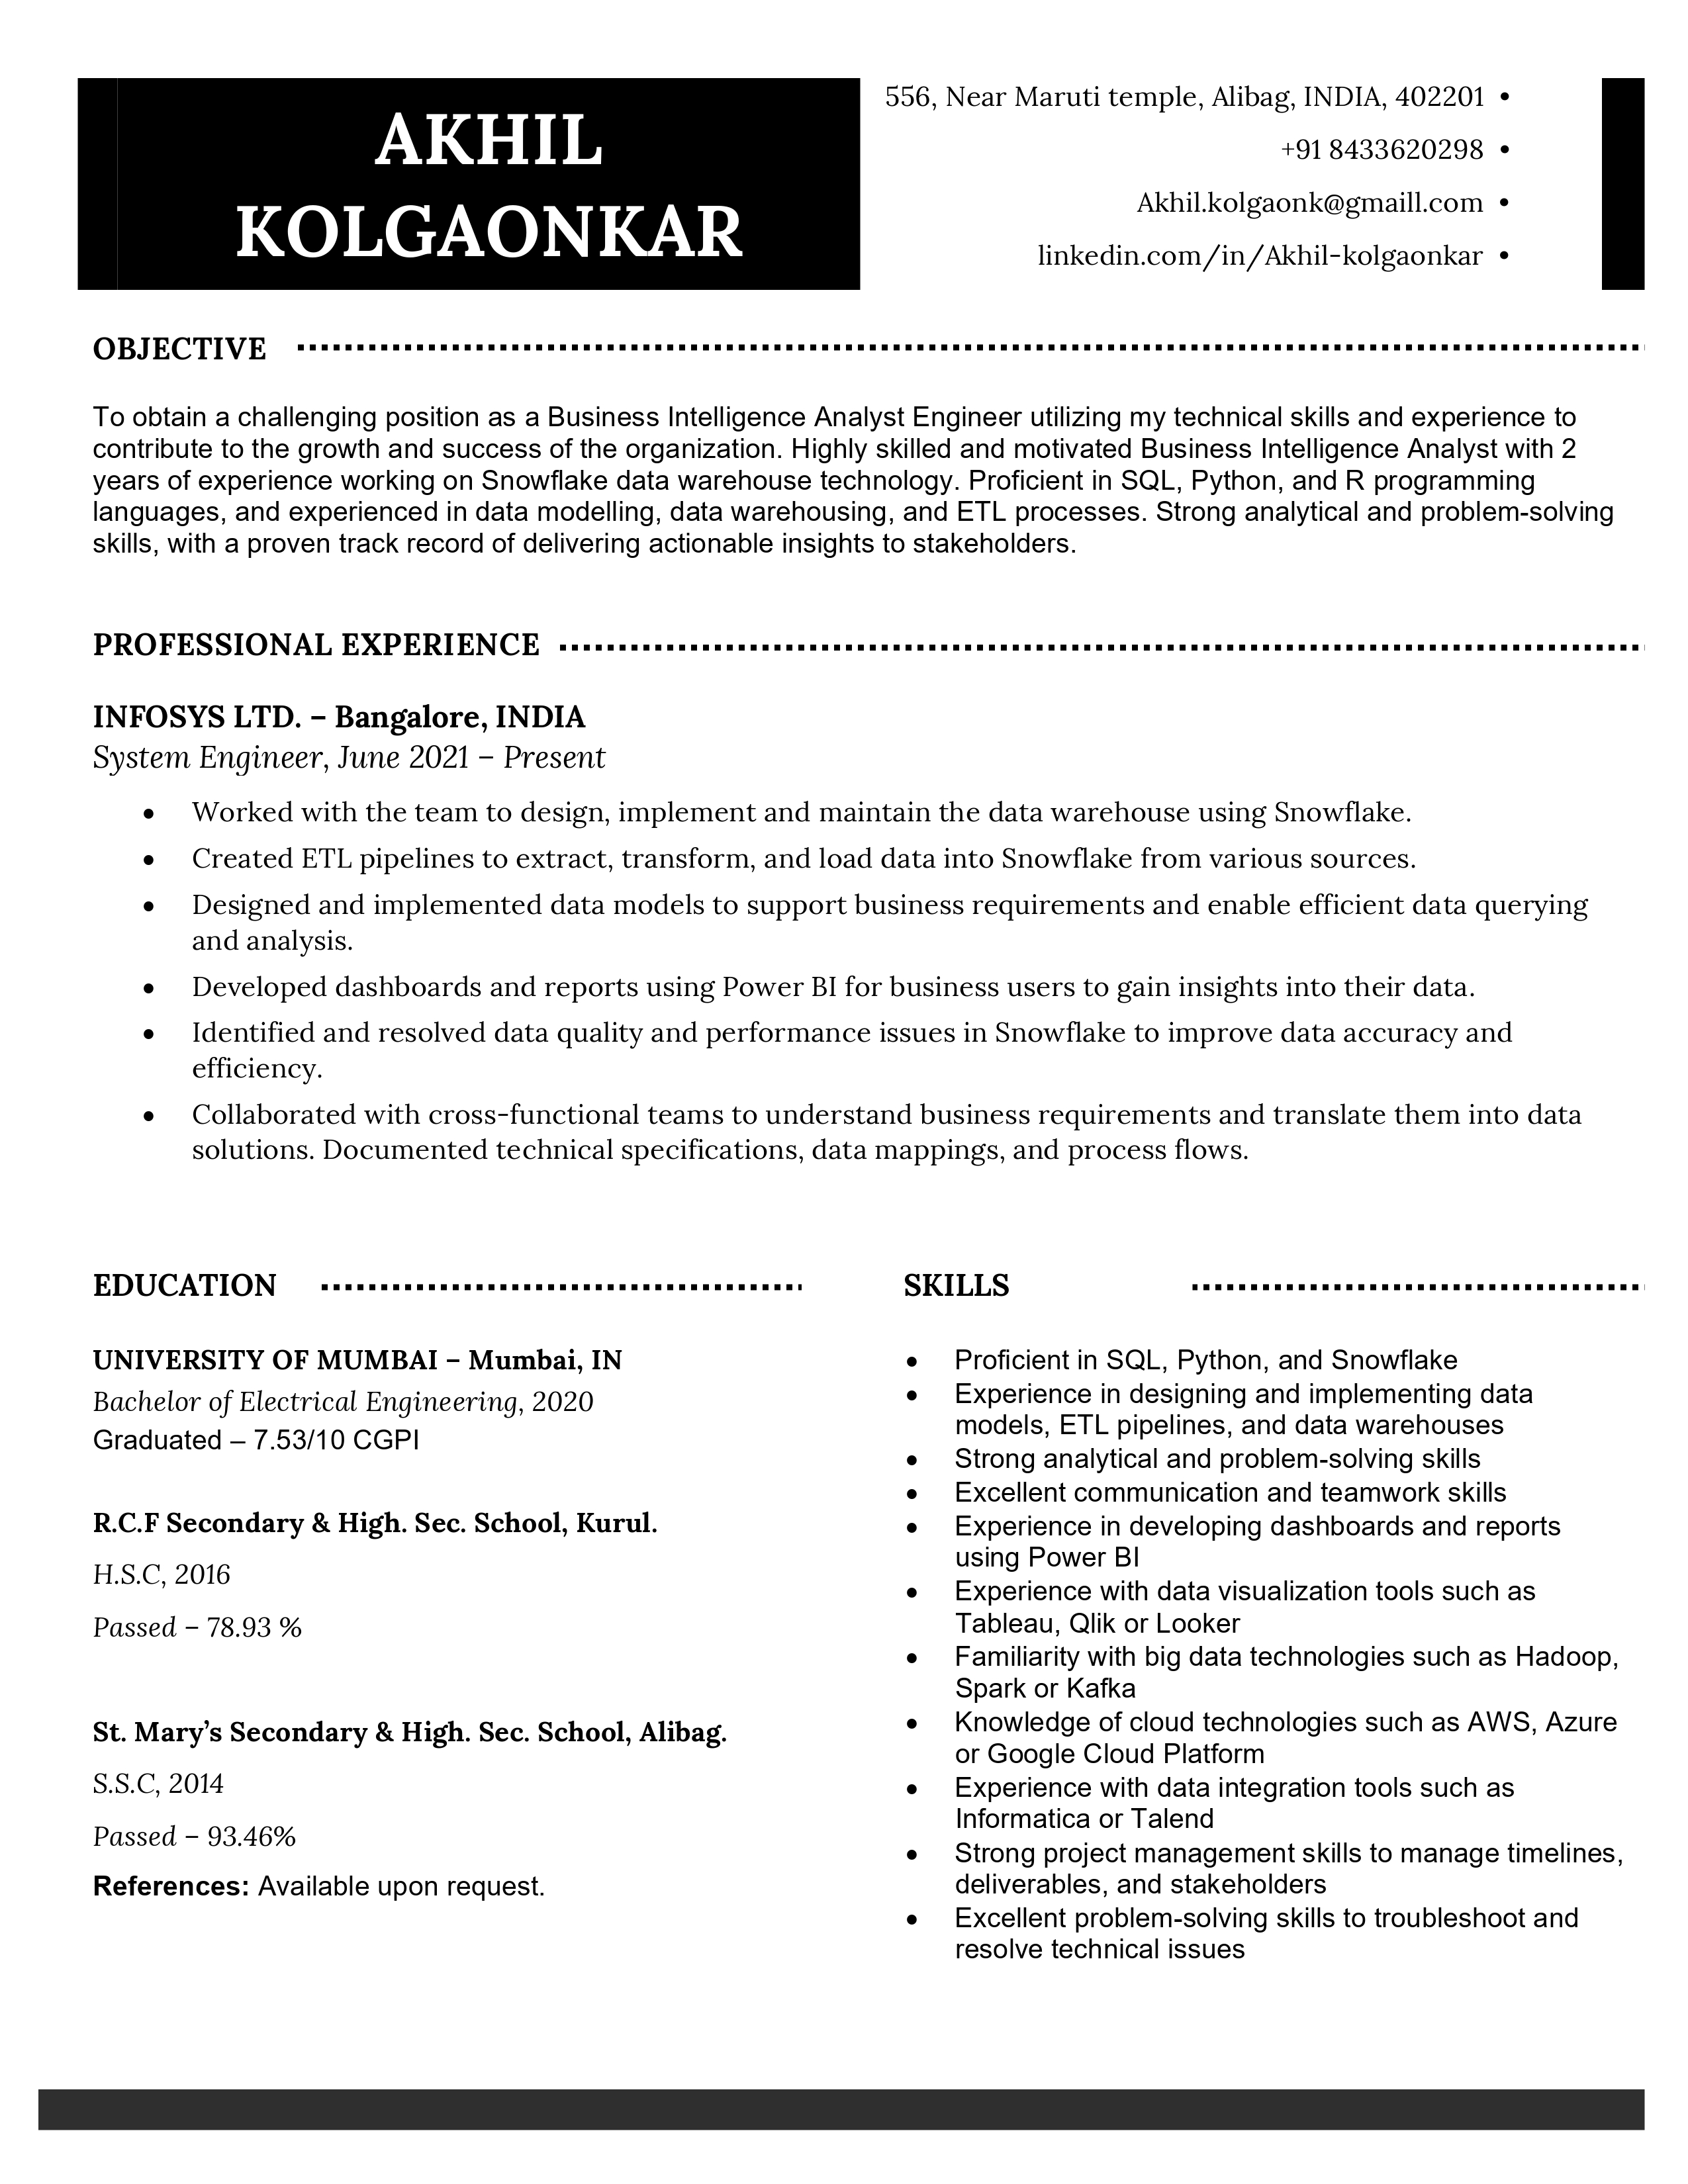 AKHIL
KOLGAONKAR
556, Near Maruti temple, Alibag, INDIA, 402201 •
+91 8433620298 •
Akhil.kolgaonk@gmaill.com •
linkedin.com/in/Akhil-kolgaonkar •
OBJECTIVE
To obtain a challenging position as a Business Intelligence Analyst Engineer utilizing my technical skills and experience to
contribute to the growth and success of the organization. Highly skilled and motivated Business Intelligence Analyst with 2
years of experience working on Snowflake data warehouse technology. Proficient in SQL, Python, and R programming
languages, and experienced in data modelling, data warehousing, and ETL processes. Strong analytical and problem-solving
skills, with a proven track record of delivering actionable insights to stakeholders.
PROFESSIONAL EXPERIENCE
INFOSYS LTD. – Bangalore, INDIA
System Engineer, June 2021 – Present
• Worked with the team to design, implement and maintain the data warehouse using Snowflake.
• Created ETL pipelines to extract, transform, and load data into Snowflake from various sources.
• Designed and implemented data models to support business requirements and enable efficient data querying
and analysis.
• Developed dashboards and reports using Power BI for business users to gain insights into their data.
• Identified and resolved data quality and performance issues in Snowflake to improve data accuracy and
efficiency.
• Collaborated with cross-functional teams to understand business requirements and translate them into data
solutions. Documented technical specifications, data mappings, and process flows.
EDUCATION
UNIVERSITY OF MUMBAI – Mumbai, IN
Bachelor of Electrical Engineering, 2020
Graduated – 7.53/10 CGPI
R.C.F Secondary & High. Sec. School, Kurul.
H.S.C, 2016
Passed – 78.93 %
St. Mary’s Secondary & High. Sec. School, Alibag.
S.S.C, 2014
Passed – 93.46%
References: Available upon request.
SKILLS
• Proficient in SQL, Python, and Snowflake
• Experience in designing and implementing data
models, ETL pipelines, and data warehouses
• Strong analytical and problem-solving skills
• Excellent communication and teamwork skills
• Experience in developing dashboards and reports
using Power BI
• Experience with data visualization tools such as
Tableau, Qlik or Looker
• Familiarity with big data technologies such as Hadoop,
Spark or Kafka
• Knowledge of cloud technologies such as AWS, Azure
or Google Cloud Platform
• Experience with data integration tools such as
Informatica or Talend
• Strong project management skills to manage timelines,
deliverables, and stakeholders
• Excellent problem-solving skills to troubleshoot and
resolve technical issues